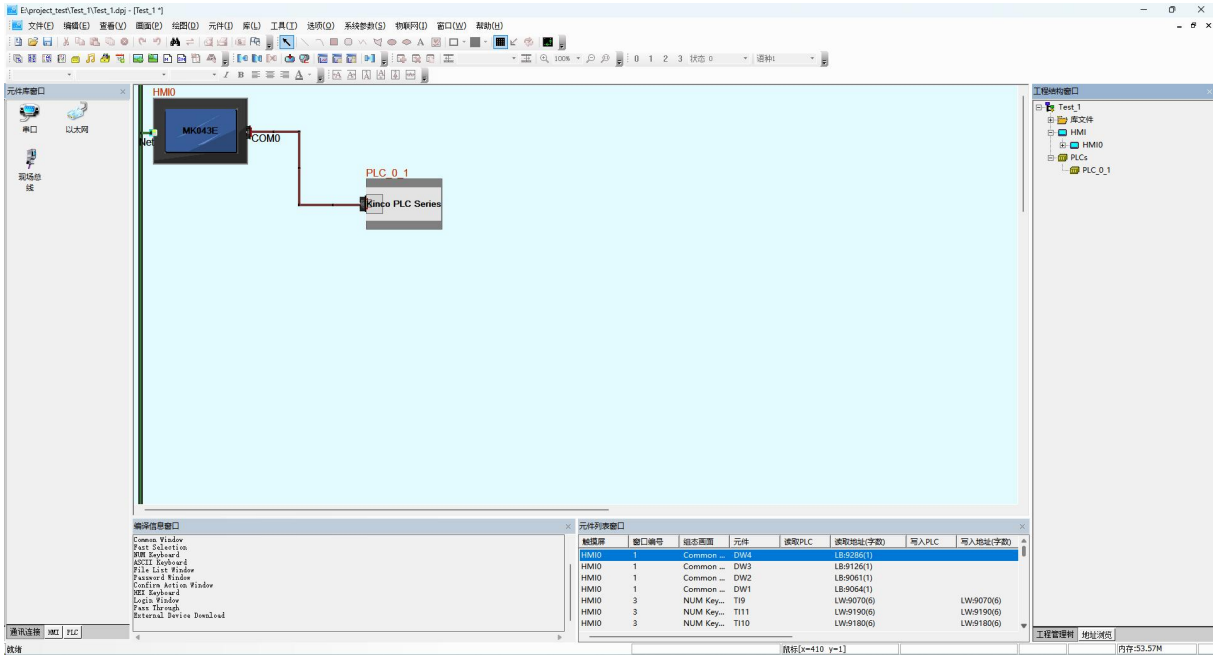 E:\project_test\Test_1\Test_1.dpj - [Test_1 *]
文件(F) 编辑(E) 查看(V) 画面(P) 绘图(D) 元件(I) 库(L) 工具(T) 选项(O) 系统参数(S) 物联网(I) 窗口(W) 帮助(H)
100%
0 1 2 3 状态 0 语种1
元件库窗口
串口 以太网
现场总线
HMI0
MK043E
Net
COM0
PLC_0_1
Kinco PLC Series
工程结构窗口
Test_1
库文件
HMI
HMI0
PLCs
PLC_0_1
编译信息窗口
Common Window
Fast Selection
NUM Keyboard
ASCII Keyboard
File List Window
Password Window
Confirm Action Window
HEX Keyboard
Login Window
Pass Through
External Device Download
元件列表窗口
触摸屏 窗口编号 组态画面 元件 读取PLC 读取地址(字数) 写入PLC 写入地址(字数)
HMI0 1 Common ... DW4 LB:9286(1)
HMI0 1 Common ... DW3 LB:9126(1)
HMI0 1 Common ... DW2 LB:9061(1)
HMI0 1 Common ... DW1 LB:9064(1)
HMI0 3 NUM Key... TI9 LW:9070(6) LW:9070(6)
HMI0 3 NUM Key... TI11 LW:9190(6) LW:9190(6)
HMI0 3 NUM Key... TI10 LW:9180(6) LW:9180(6)
通讯连接 HMI PLC
工程管理树 地址浏览
就绪
鼠标[x=410 y=1]
内存:53.57M